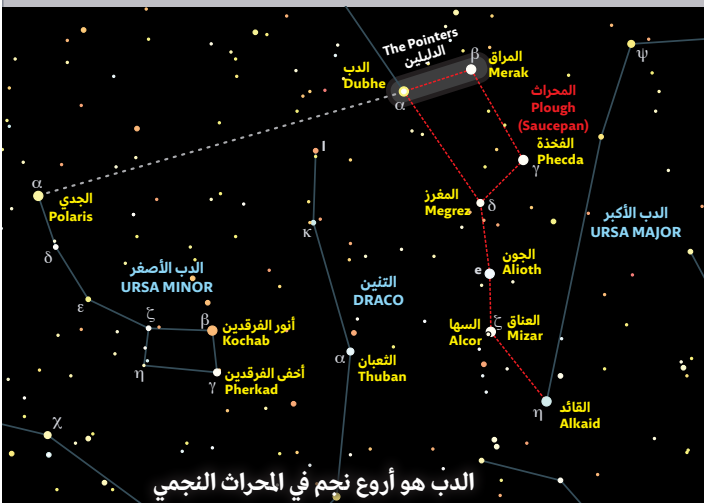 The Pointers
الدليلين
الدب
Dubhe
α
β
المراق
Merak
المحراث
Plough
(Saucepan)
الفخذة
Phecda
γ
ψ
l
α
الجدي
Polaris
المغرز
Megrez
δ
الدب الأكبر
URSA MAJOR
κ
δ
الجون
Alioth
e
الدب الأصغر
URSA MINOR
التنين
DRACO
ε
ζ
β
أنور الفرقدين
Kochab
السها
Alcor
ζ
العناق
Mizar
α
الثعبان
Thuban
η
γ
أخفى الفرقدين
Pherkad
η
القائد
Alkaid
χ
الدب هو أروع نجم في المحراث النجمي